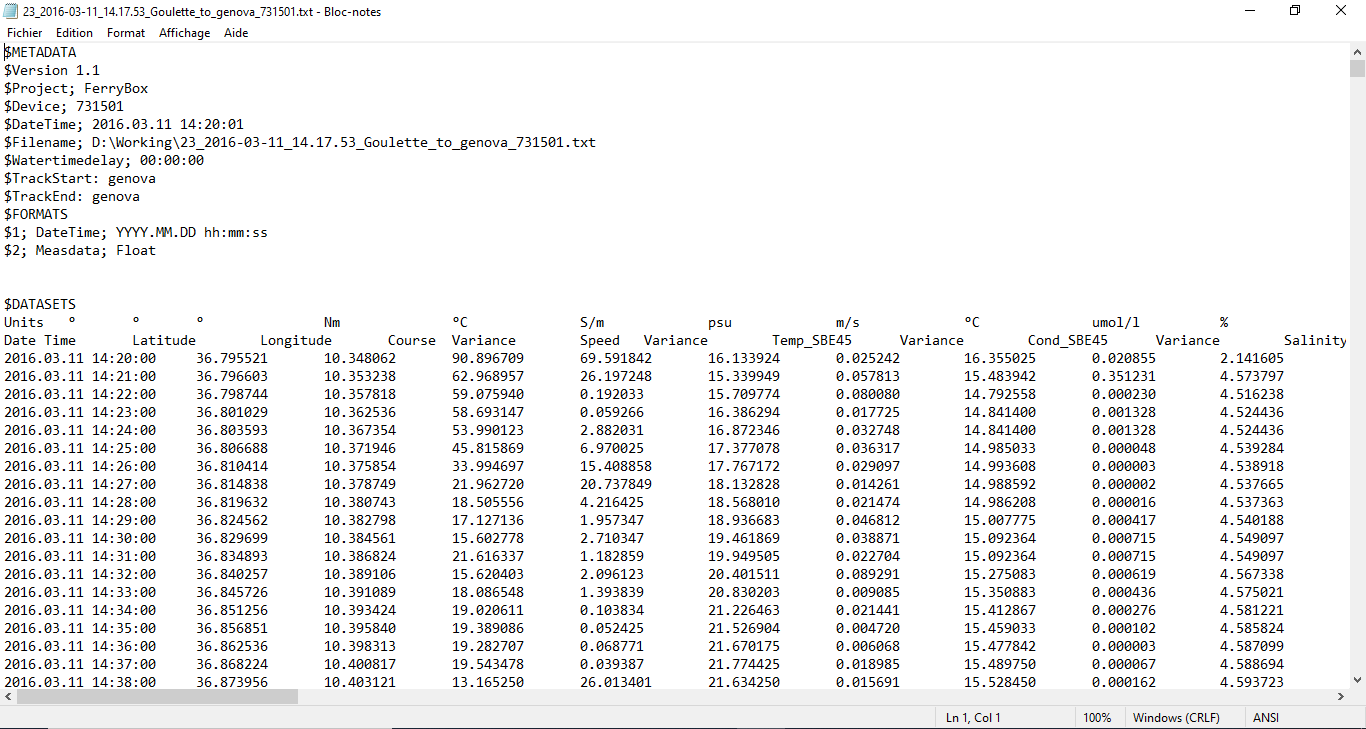 23_2016-03-11_14.17.53_Goulette_to_genova_731501.txt - Bloc-notes
Fichier Edition Format Affichage Aide
$METADATA
$Version 1.1
$Project; FerryBox
$Device; 731501
$DateTime; 2016.03.11 14:20:01
$Filename; D:\Working\23_2016-03-11_14.17.53_Goulette_to_genova_731501.txt
$Watertimedelay; 00:00:00
$TrackStart: genova
$TrackEnd: genova
$FORMATS
$1; DateTime; YYYY.MM.DD hh:mm:ss
$2; Measdata; Float
$DATASETS
Units ° ° ° Nm °C S/m psu m/s °C umol/l %
Date Time Latitude Longitude Course Variance Speed Variance Temp_SBE45 Variance Cond_SBE45 Variance Salinity
2016.03.11 14:20:00 36.795521 10.348062 90.896709 69.591842 16.133924 0.025242 16.355025 0.020855 2.141605
2016.03.11 14:21:00 36.796603 10.353238 62.968957 26.197248 15.339949 0.057813 15.483942 0.351231 4.573797
2016.03.11 14:22:00 36.798744 10.357818 59.075940 0.192033 15.709774 0.080080 14.792558 0.000230 4.516238
2016.03.11 14:23:00 36.801029 10.362536 58.693147 0.059266 16.386294 0.017725 14.841400 0.001328 4.524436
2016.03.11 14:24:00 36.803593 10.367354 53.990123 2.882031 16.872346 0.032748 14.841400 0.001328 4.524436
2016.03.11 14:25:00 36.806688 10.371946 45.815869 6.970025 17.377078 0.036317 14.985033 0.000048 4.539284
2016.03.11 14:26:00 36.810414 10.375854 33.994697 15.408858 17.767172 0.029097 14.993608 0.000003 4.538918
2016.03.11 14:27:00 36.814838 10.378749 21.962720 20.737849 18.132828 0.014261 14.988592 0.000002 4.537665
2016.03.11 14:28:00 36.819632 10.380743 18.505556 4.216425 18.568010 0.021474 14.986208 0.000016 4.537363
2016.03.11 14:29:00 36.824562 10.382798 17.127136 1.957347 18.936683 0.046812 15.007775 0.000417 4.540188
2016.03.11 14:30:00 36.829699 10.384561 15.602778 2.710347 19.461869 0.038871 15.092364 0.000715 4.549097
2016.03.11 14:31:00 36.834893 10.386824 21.616337 1.182859 19.949505 0.022704 15.092364 0.000715 4.549097
2016.03.11 14:32:00 36.840257 10.389106 15.620403 2.096123 20.401511 0.089291 15.275083 0.000619 4.567338
2016.03.11 14:33:00 36.845726 10.391089 18.086548 1.393839 20.830203 0.009085 15.350883 0.000436 4.575021
2016.03.11 14:34:00 36.851256 10.393424 19.020611 0.103834 21.226463 0.021441 15.412867 0.000276 4.581221
2016.03.11 14:35:00 36.856851 10.395840 19.389086 0.052425 21.526904 0.004720 15.459033 0.000102 4.585824
2016.03.11 14:36:00 36.862536 10.398313 19.282707 0.068771 21.670175 0.006068 15.477842 0.000003 4.587099
2016.03.11 14:37:00 36.868224 10.400817 19.543478 0.039387 21.774425 0.018985 15.489750 0.000067 4.588694
2016.03.11 14:38:00 36.873956 10.403121 13.165250 26.013401 21.634250 0.015691 15.528450 0.000162 4.593723
Ln 1, Col 1 100% Windows (CRLF) ANSI